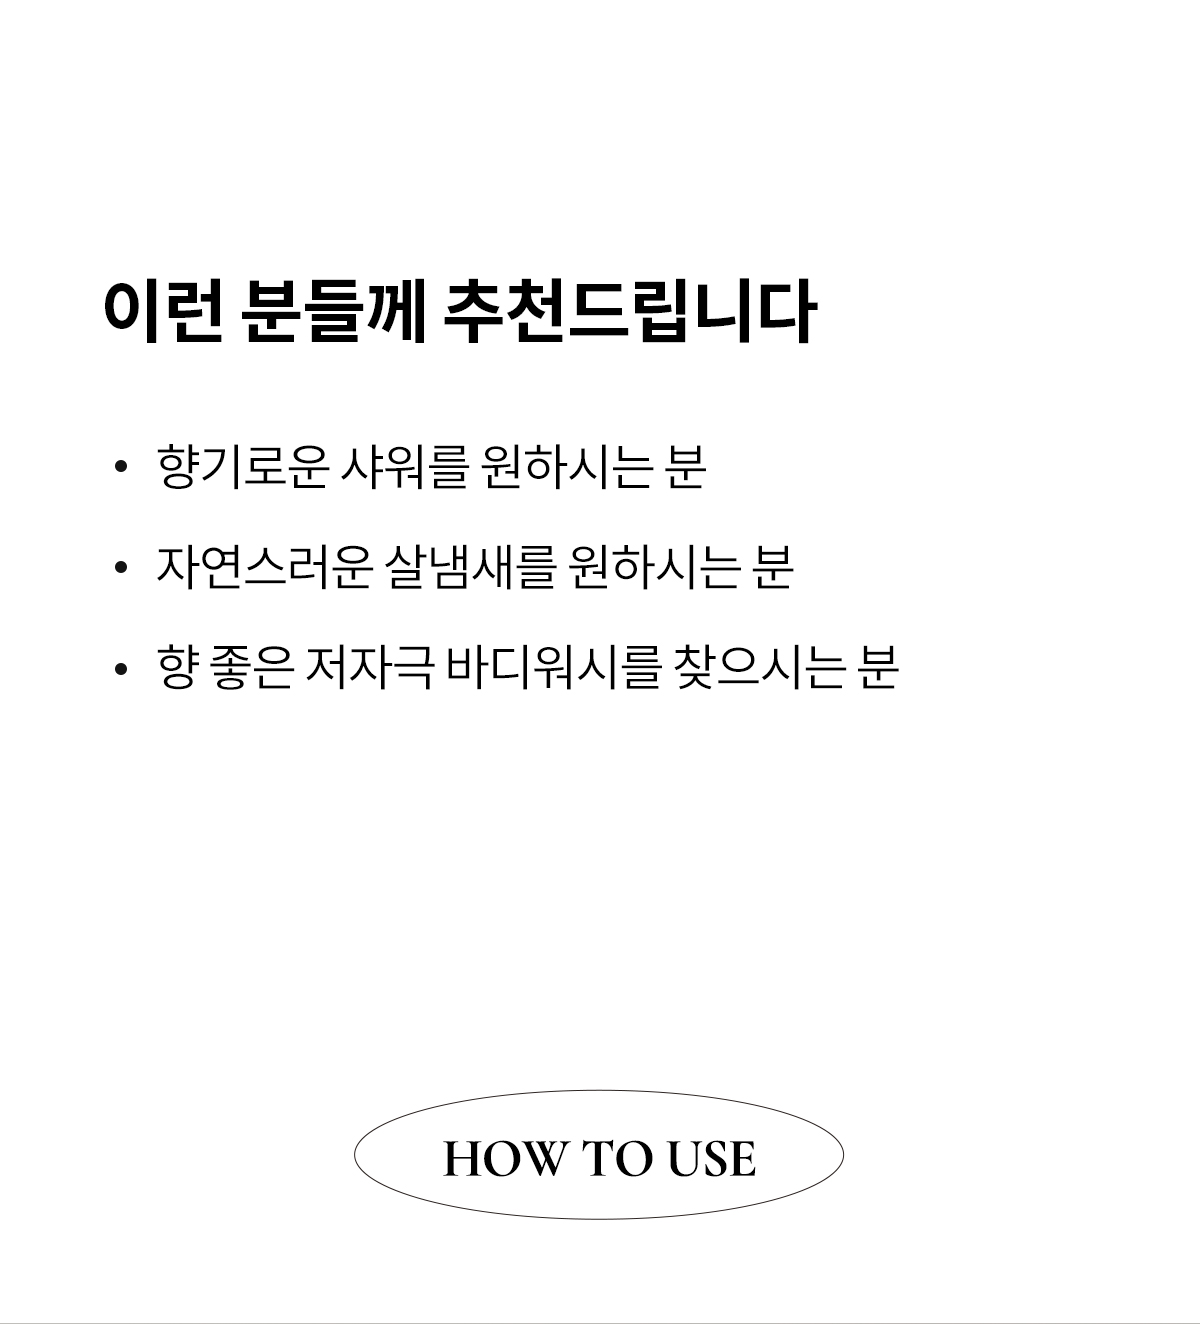 이런 분들께 추천드립니다
• 향기로운 샤워를 원하시는 분
• 자연스러운 살냄새를 원하시는 분
• 향 좋은 저자극 바디워시를 찾으시는 분
HOW TO USE